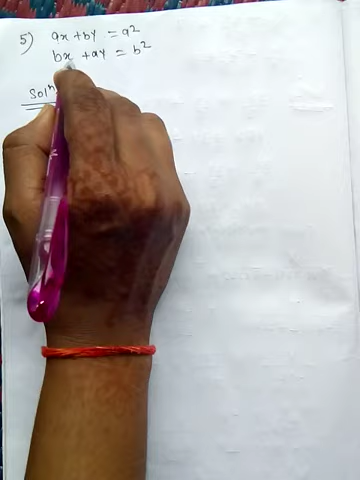 5) ax + by = a²
bx + ay = b²
Solⁿ